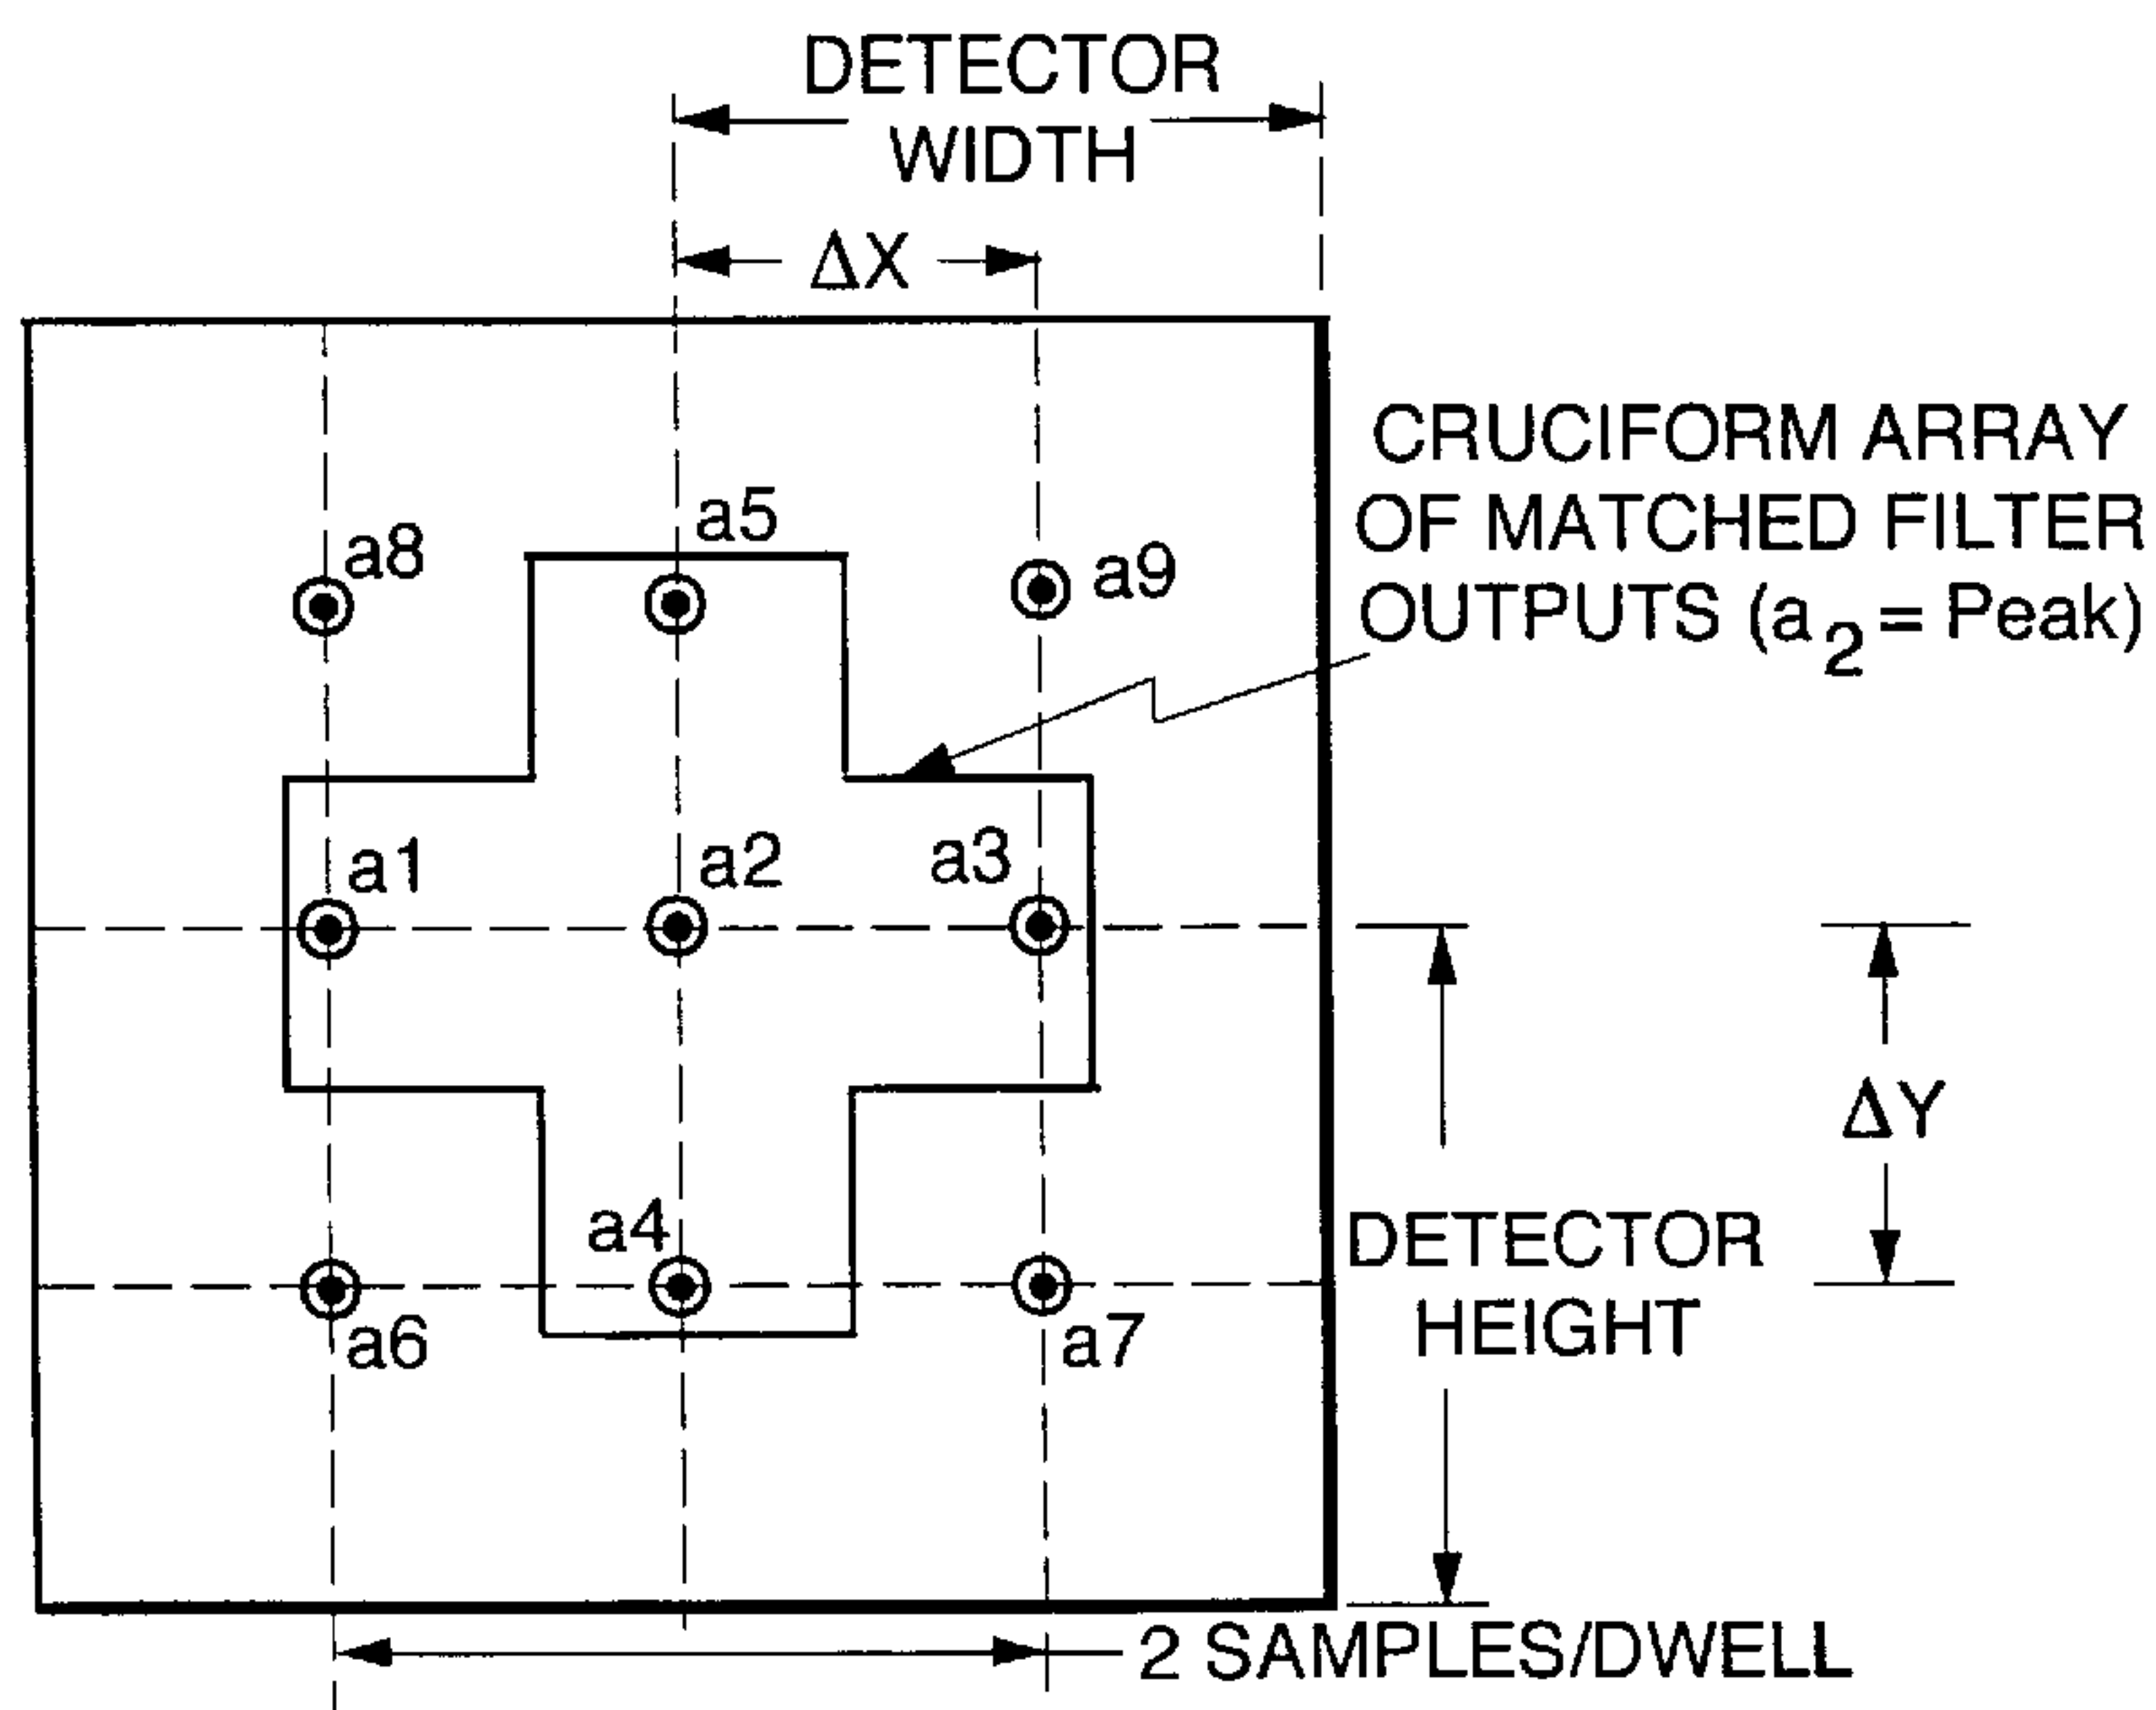 DETECTOR
WIDTH
ΔX
CRUCIFORM ARRAY
OF MATCHED FILTER
OUTPUTS (a2 = Peak)
a8
a5
a9
a1
a2
a3
ΔY
a4
DETECTOR
HEIGHT
a6
a7
2 SAMPLES/DWELL